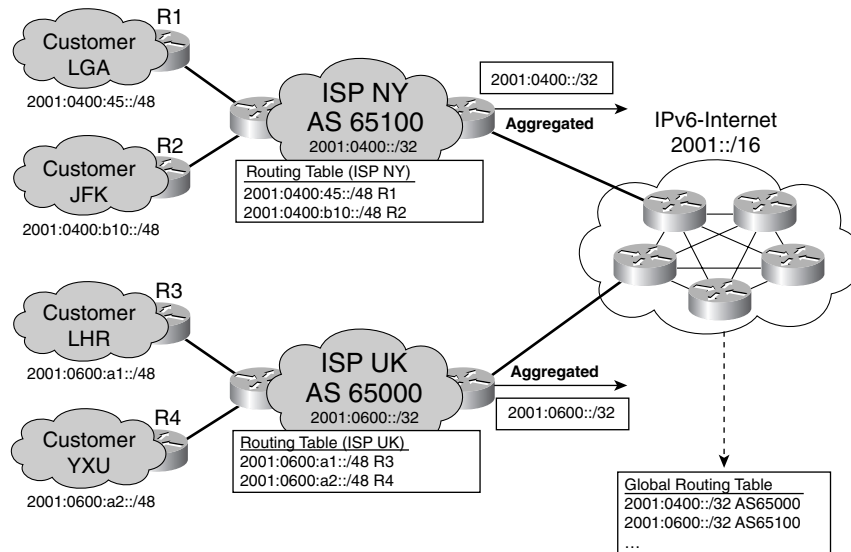 R1
Customer
LGA
2001:0400:45::/48
R2
Customer
JFK
2001:0400:b10::/48
ISP NY
AS 65100
2001:0400::/32
Routing Table (ISP NY)
2001:0400:45::/48 R1
2001:0400:b10::/48 R2
2001:0400::/32
Aggregated
IPv6-Internet
2001::/16
R3
Customer
LHR
2001:0600:a1::/48
R4
Customer
YXU
2001:0600:a2::/48
ISP UK
AS 65000
2001:0600::/32
Routing Table (ISP UK)
2001:0600:a1::/48 R3
2001:0600:a2::/48 R4
Aggregated
2001:0600::/32
Global Routing Table
2001:0400::/32 AS65000
2001:0600::/32 AS65100
...